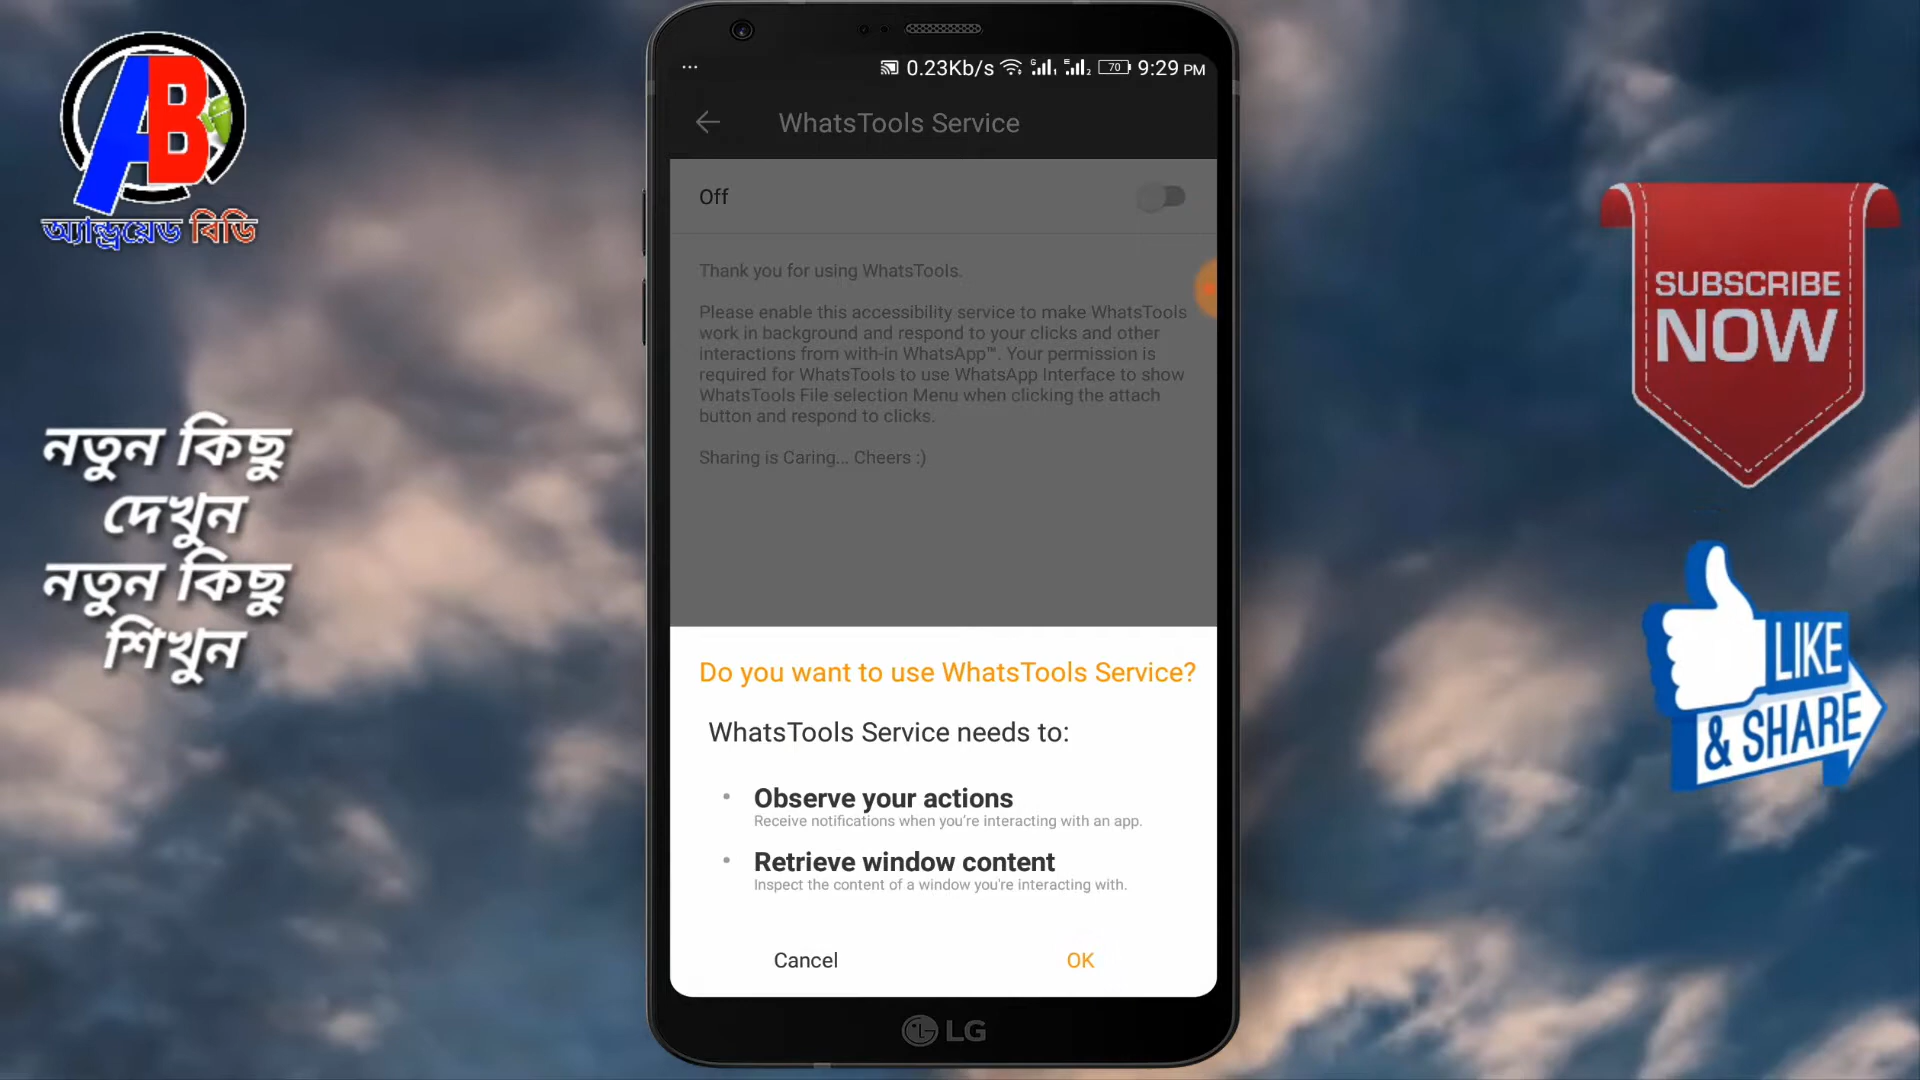 AB
অ্যান্ড্রয়েড বিডি
নতুন কিছু
দেখুন
নতুন কিছু
শিখুন
... 0.23Kb/s 70 9:29 PM
WhatsTools Service
Off
Thank you for using WhatsTools.
Please enable this accessibility service to make WhatsTools
work in background and respond to your clicks and other
interactions from with-in WhatsApp™. Your permission is
required for WhatsTools to use WhatsApp Interface to show
WhatsTools File selection Menu when clicking the attach
button and respond to clicks.
Sharing is Caring... Cheers :)
Do you want to use WhatsTools Service?
WhatsTools Service needs to:
• Observe your actions
Receive notifications when you're interacting with an app.
• Retrieve window content
Inspect the content of a window you're interacting with.
Cancel OK
LG
SUBSCRIBE
NOW
LIKE
& SHARE